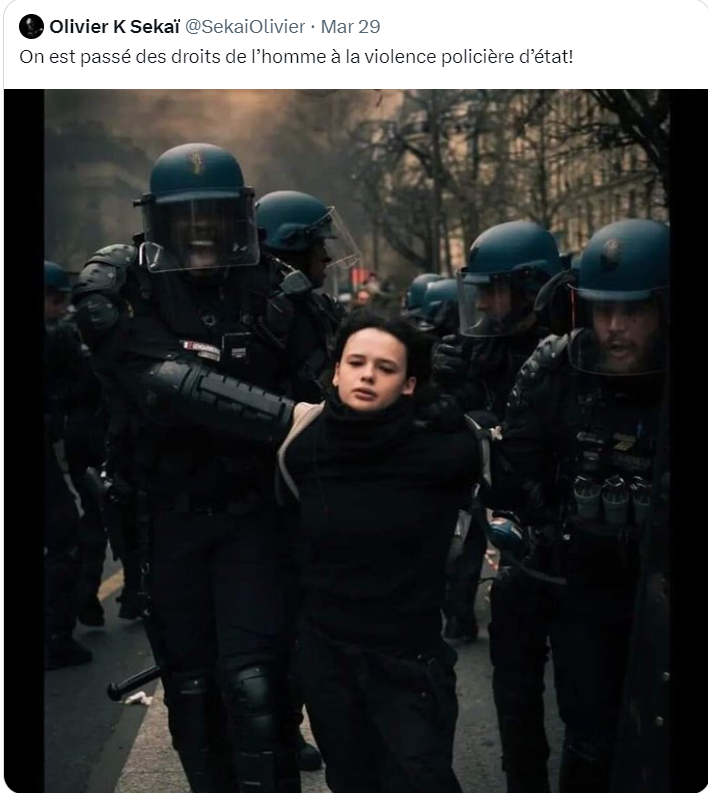 Olivier K Sekaï @SekaiOlivier · Mar 29
On est passé des droits de l’homme à la violence policière d’état!